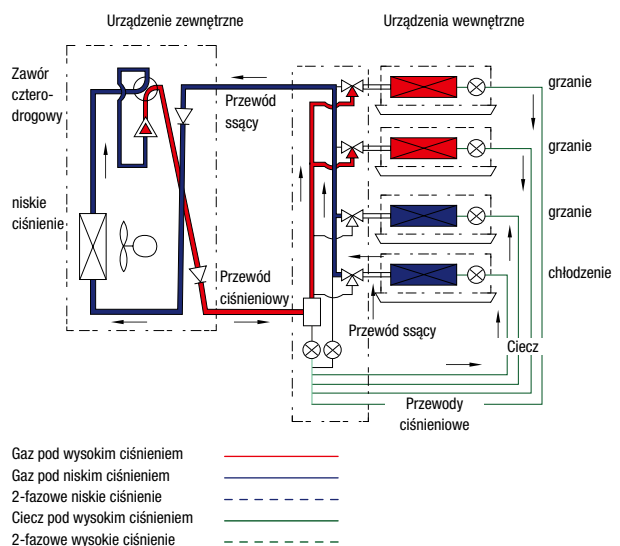 Urządzenie zewnętrzne
Urządzenia wewnętrzne
Zawór
cztero-
drogowy
Przewód
ssący
niskie
ciśnienie
Przewód
ciśnieniowy
grzanie
grzanie
grzanie
chłodzenie
Przewód ssący
Ciecz
Przewody
ciśnieniowe
Gaz pod wysokim ciśnieniem
Gaz pod niskim ciśnieniem
2-fazowe niskie ciśnienie
Ciecz pod wysokim ciśnieniem
2-fazowe wysokie ciśnienie